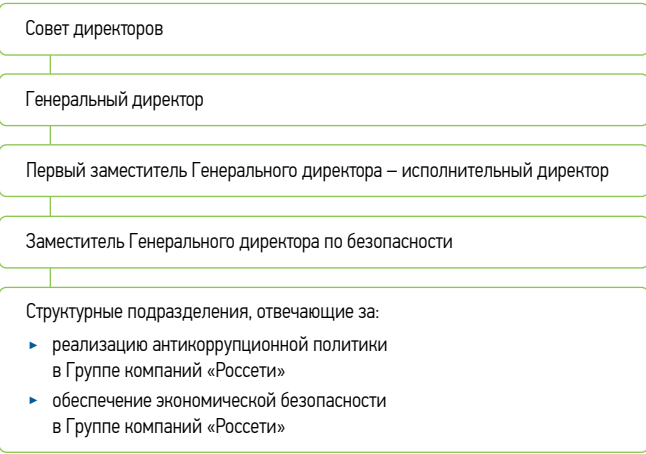 Совет директоров
Генеральный директор
Первый заместитель Генерального директора – исполнительный директор
Заместитель Генерального директора по безопасности
Структурные подразделения, отвечающие за:
► реализацию антикоррупционной политики
в Группе компаний «Россети»
► обеспечение экономической безопасности
в Группе компаний «Россети»